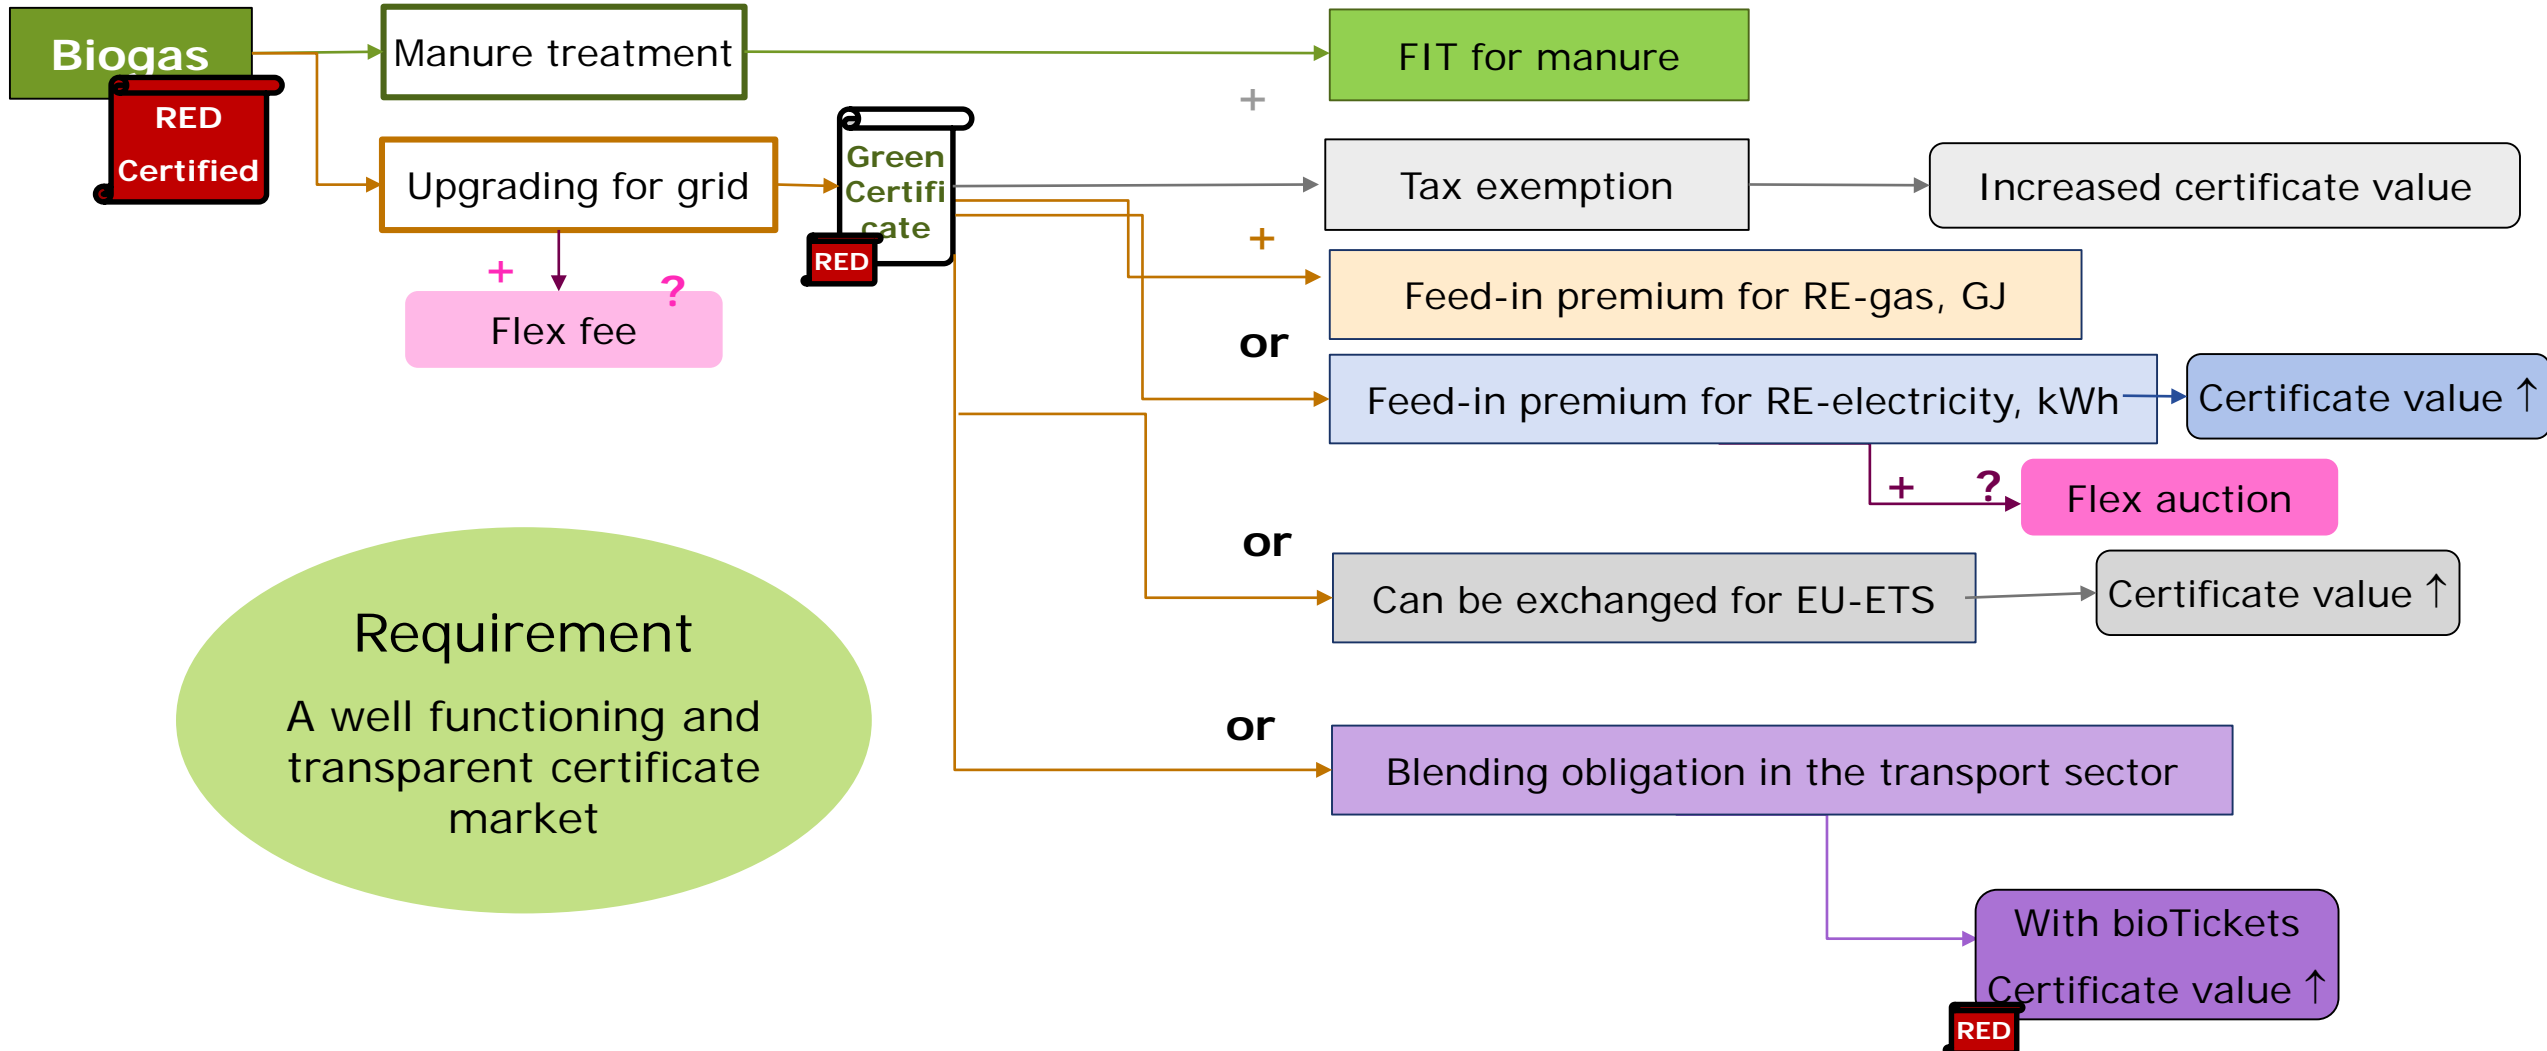 Biogas
RED
Certified
Manure treatment
FIT for manure
+
Upgrading for grid
Green
Certifi
cate
RED
Tax exemption
Increased certificate value
+
+
?
Flex fee
Feed-in premium for RE-gas, GJ
or
Feed-in premium for RE-electricity, kWh
Certificate value ↑
+
?
Flex auction
or
Can be exchanged for EU-ETS
Certificate value ↑
Requirement
A well functioning and
transparent certificate
market
or
Blending obligation in the transport sector
With bioTickets
Certificate value ↑
RED